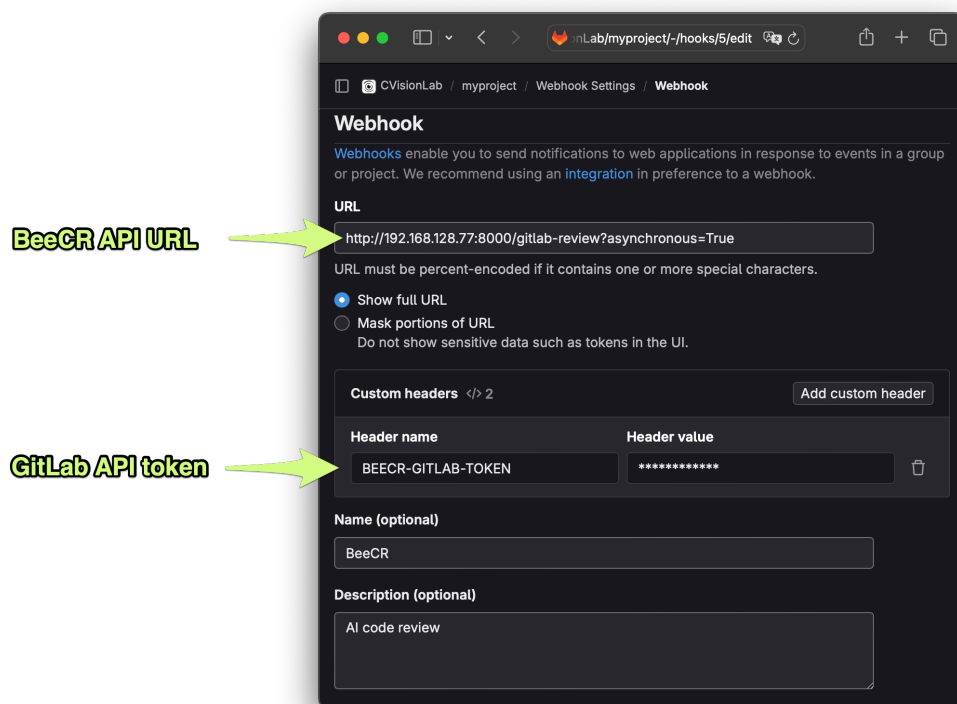 nLab/myproject/-/hooks/5/edit
CVisionLab / myproject / Webhook Settings / Webhook
Webhook
Webhooks enable you to send notifications to web applications in response to events in a group
or project. We recommend using an integration in preference to a webhook.
URL
BeeCR API URL
http://192.168.128.77:8000/gitlab-review?asynchronous=True
URL must be percent-encoded if it contains one or more special characters.
Show full URL
Mask portions of URL
Do not show sensitive data such as tokens in the UI.
Custom headers </> 2
Add custom header
Header name
Header value
GitLab API token
BEECR-GITLAB-TOKEN
************
Name (optional)
BeeCR
Description (optional)
AI code review